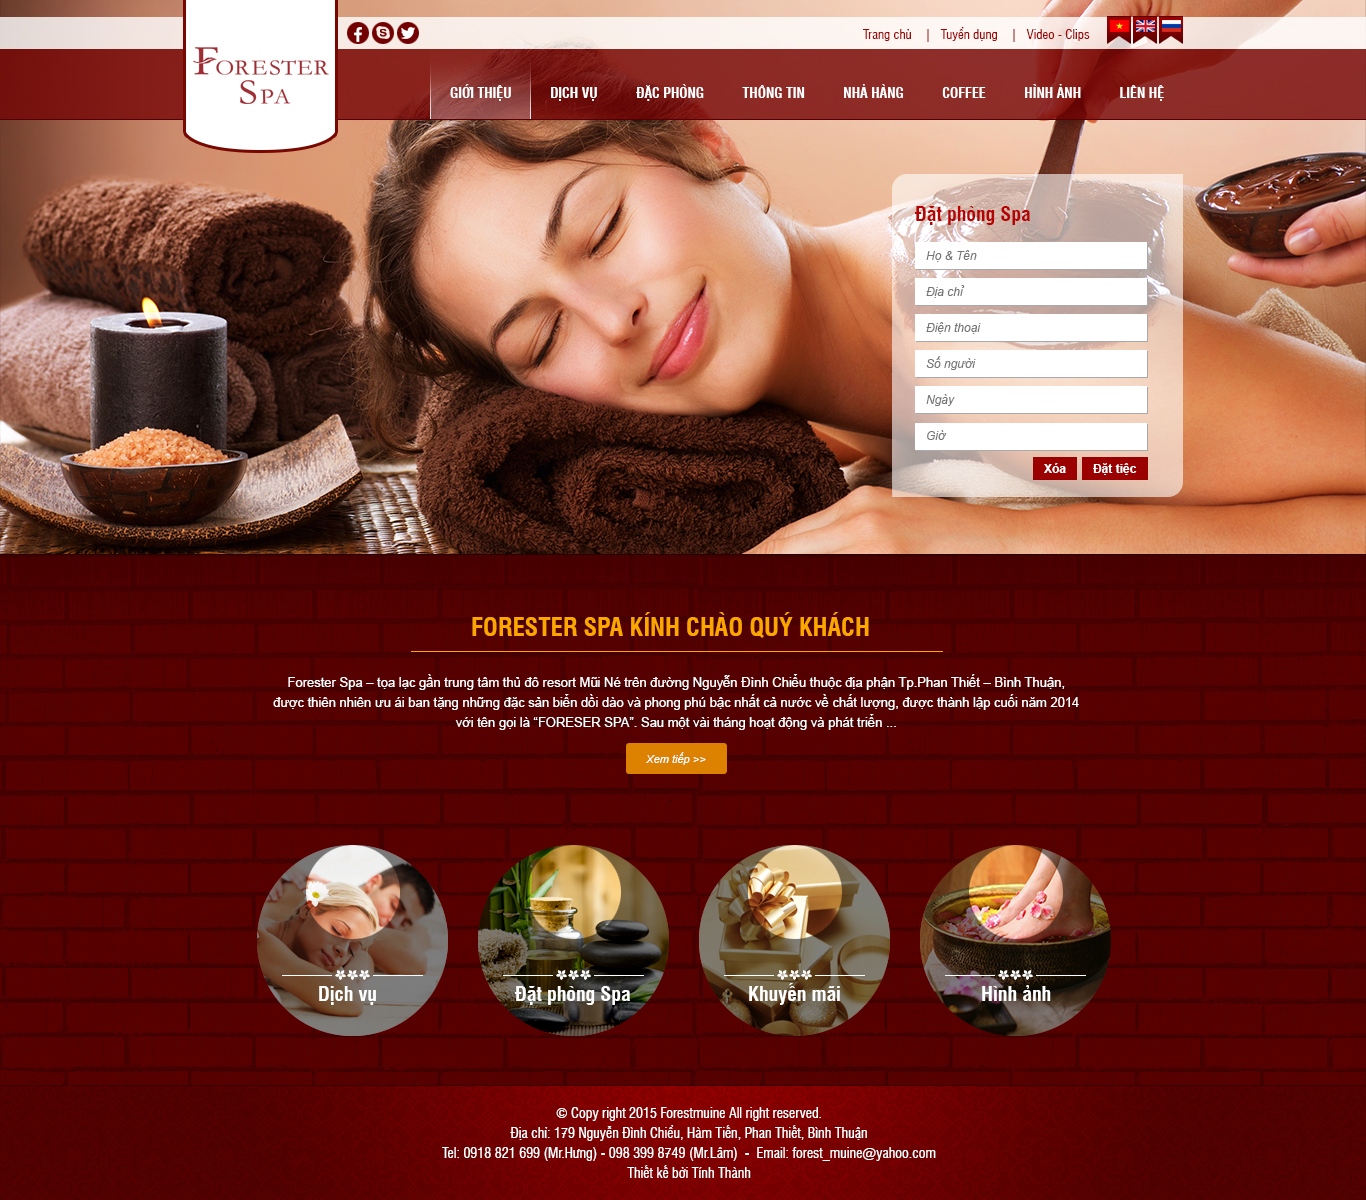 FORESTER
SPA
Trang chủ | Tuyển dụng | Video - Clips
GIỚI THIỆU DỊCH VỤ ĐẶC PHÒNG THÔNG TIN NHÀ HÀNG COFFEE HÌNH ẢNH LIÊN HỆ
Đặt phòng Spa
Họ & Tên
Địa chỉ
Điện thoại
Số người
Ngày
Giờ
Xóa Đặt tiệc
FORESTER SPA KÍNH CHÀO QUÝ KHÁCH
Forester Spa – tọa lạc gần trung tâm thủ đô resort Mũi Né trên đường Nguyễn Đình Chiểu thuộc địa phận Tp.Phan Thiết – Bình Thuận,
được thiên nhiên ưu ái ban tặng những đặc sản biển dồi dào và phong phú bậc nhất cả nước về chất lượng, được thành lập cuối năm 2014
với tên gọi là “FORESER SPA”. Sau một vài tháng hoạt động và phát triển ...
Xem tiếp >>
Dịch vụ Đặt phòng Spa Khuyến mãi Hình ảnh
© Copy right 2015 Forestmuine All right reserved.
Địa chỉ: 179 Nguyễn Đình Chiểu, Hàm Tiến, Phan Thiết, Bình Thuận
Tel: 0918 821 699 (Mr.Hưng) - 098 399 8749 (Mr.Lâm) - Email: forest_muine@yahoo.com
Thiết kế bởi Tính Thành